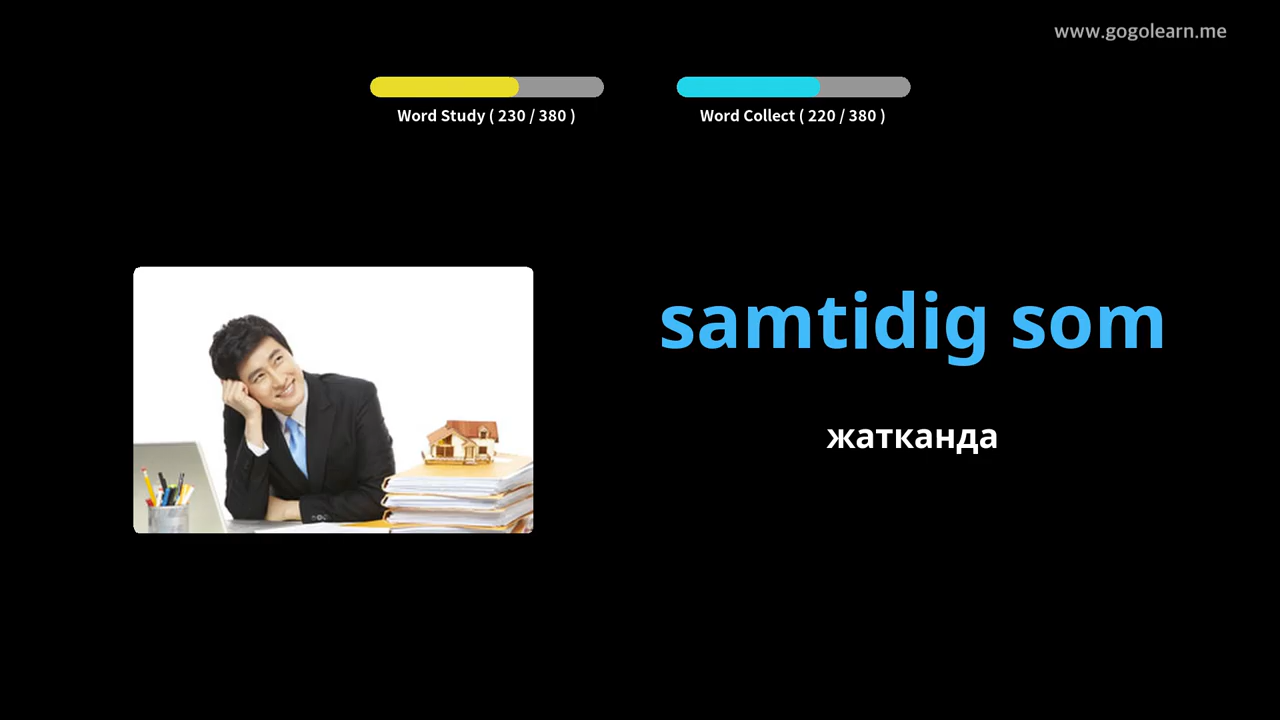 www.gogolearn.me
Word Study ( 230 / 380 )
Word Collect ( 220 / 380 )
samtidig som
жатканда